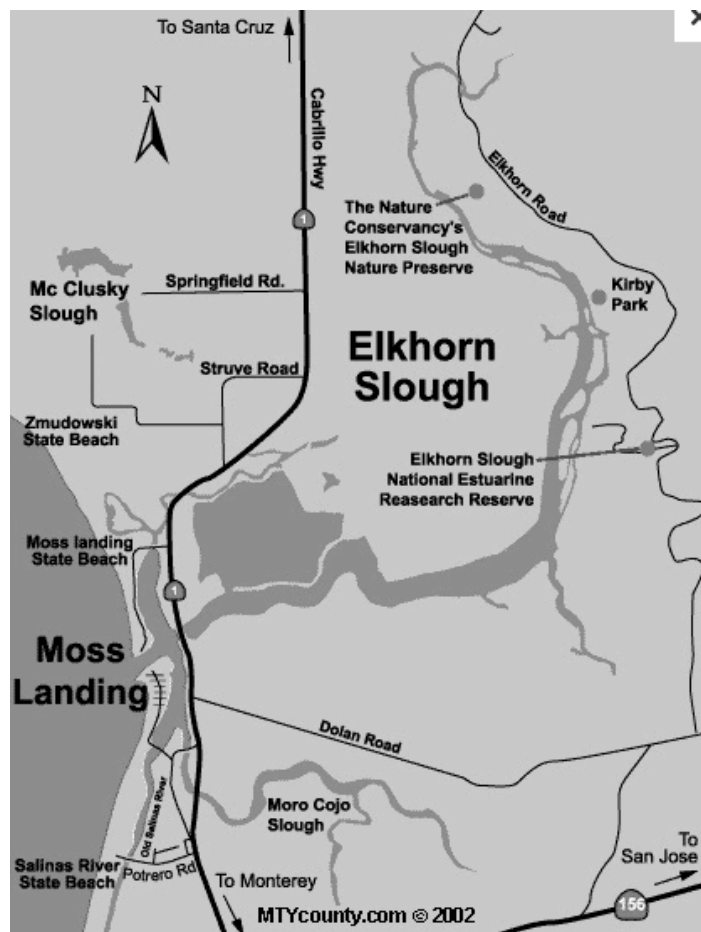 To Santa Cruz
N
Cabrillo Hwy
1
Elkhorn Road
The Nature
Conservancy's
Elkhorn Slough
Nature Preserve
Mc Clusky
Slough
Springfield Rd.
Kirby
Park
Elkhorn
Slough
Struve Road
Zmudowski
State Beach
Elkhorn Slough
National Estuarine
Reasearch Reserve
Moss landing
State Beach
1
Moss
Landing
Dolan Road
Old Salinas River
Moro Cojo
Slough
Salinas River
State Beach
Potrero Rd
To Monterey
To
San Jose
156
MTYcounty.com © 2002